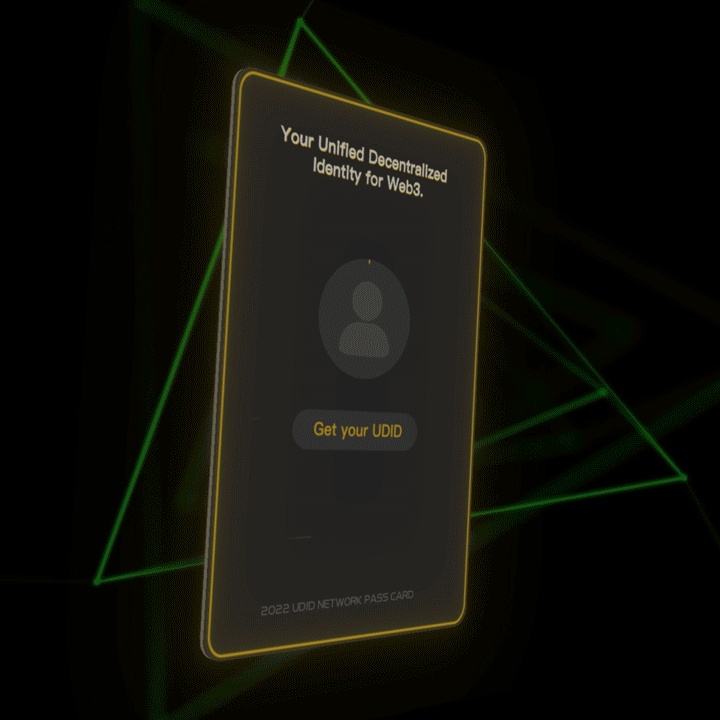 Your Unified Decentralized
Identity for Web3.
Get your UDID
2022 UDID NETWORK PASS CARD